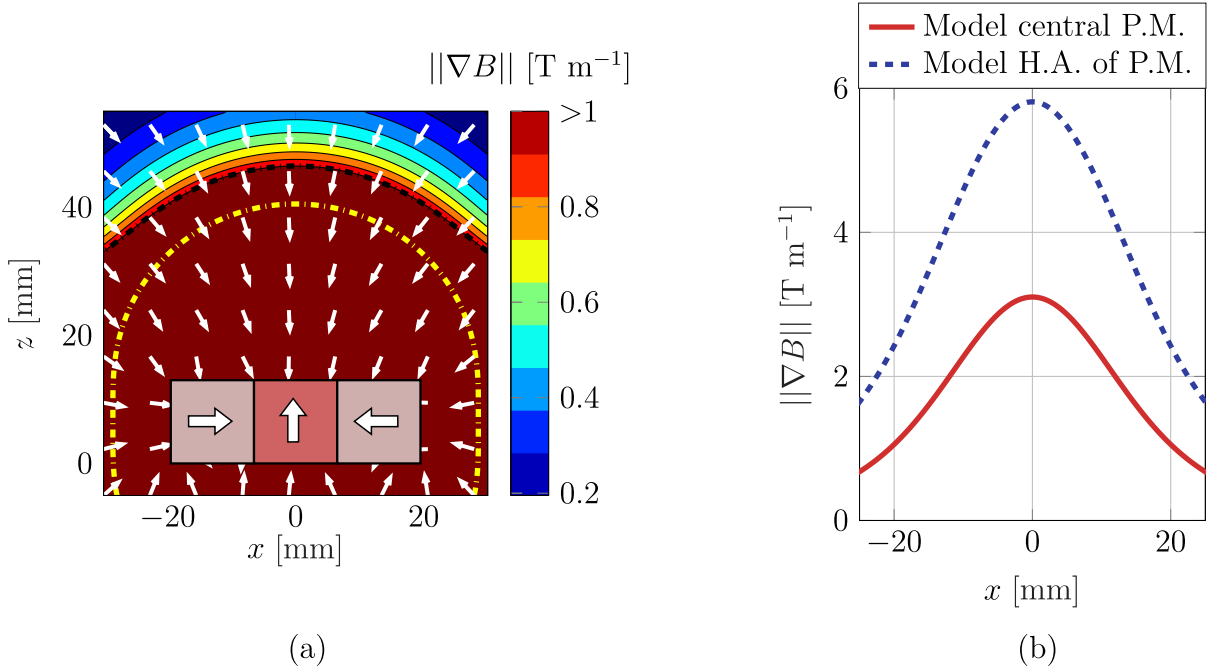 ||∇B|| [T m⁻¹]
>1
0.8
0.6
0.4
0.2
40
20
0
z [mm]
−20 0 20
x [mm]
(a)
Model central P.M.
Model H.A. of P.M.
6
4
2
0
||∇B|| [T m⁻¹]
−20 0 20
x [mm]
(b)